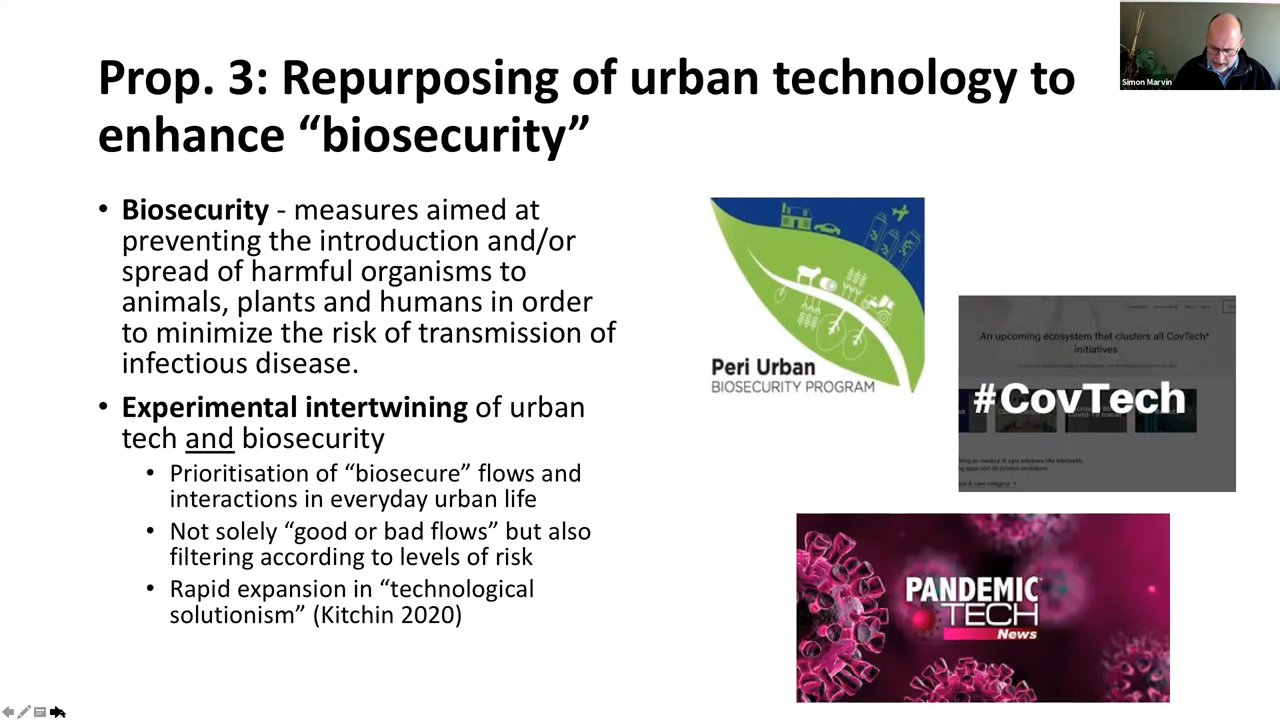 Prop. 3: Repurposing of urban technology to
enhance “biosecurity”
Simon Marvin
• Biosecurity - measures aimed at
preventing the introduction and/or
spread of harmful organisms to
animals, plants and humans in order
to minimize the risk of transmission of
infectious disease.
• Experimental intertwining of urban
tech and biosecurity
• Prioritisation of “biosecure” flows and
interactions in everyday urban life
• Not solely “good or bad flows” but also
filtering according to levels of risk
• Rapid expansion in “technological
solutionism” (Kitchin 2020)
Peri Urban
BIOSECURITY PROGRAM
An upcoming ecosystem that clusters all CovTech*
initiatives
#CovTech
PANDEMIC
TECH
News